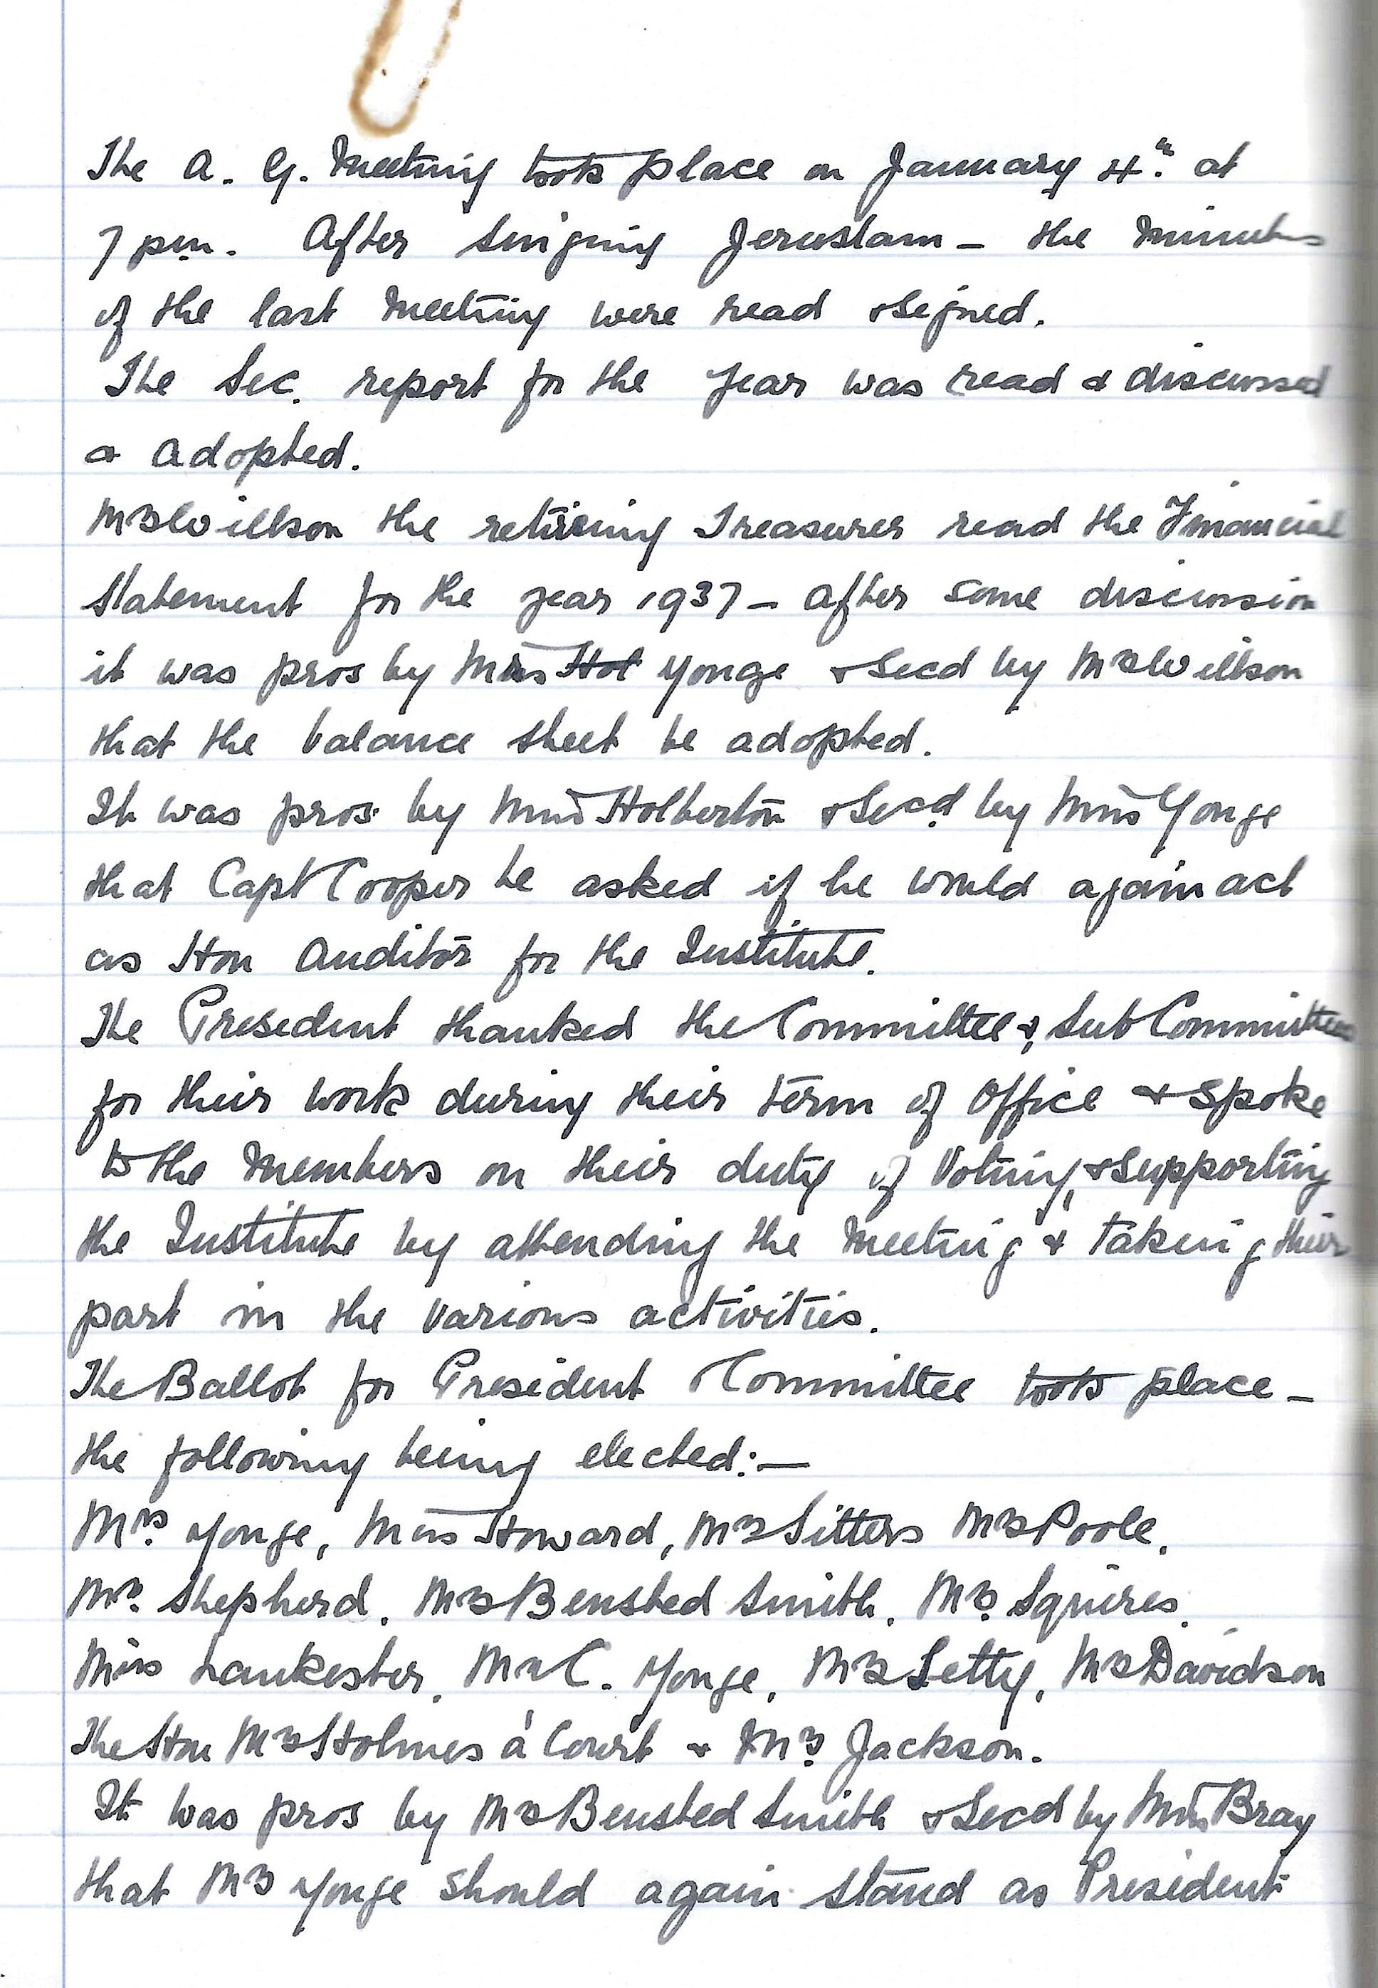 The A. G. Meeting took place on January 4th at
7 pm. After singing Jeruslam – the Minutes
of the last Meeting were read & signed.
The Sec. report for the year was read & discussed
& adopted.
Mrs Willson the retiring Treasurer read the Financial
Statement for the year 1937 – after some discussion
it was pros by Miss Hol Yonge & Secd by Mrs Willson
that the balance sheet be adopted.
It was pros. by Miss Holberton & Secd by Miss Yonge
that Capt Cooper be asked if he would again act
as Hon Auditor for the Institute.
The President thanked the Committee & Sub Committees
for their work during their term of Office & spoke
to the Members on their duty of Voting, & supporting
the Institute by attending the Meeting & taking their
part in the various activities.
The Ballot for President & Committee took place –
the following being elected:–
Mrs Yonge, Miss Howard, Mrs Sitters Mrs Poole,
Mrs Shepherd, Mrs Bensted Smith, Mrs Squires,
Miss Lankester, Mrs C. Yonge, Mrs Setty, Mrs Davidson
The Hon Mrs Holmes á Court & Mrs Jackson.
It was pros by Mrs Bensted Smith & Secd by Miss Bray
that Mrs Yonge should again stand as President